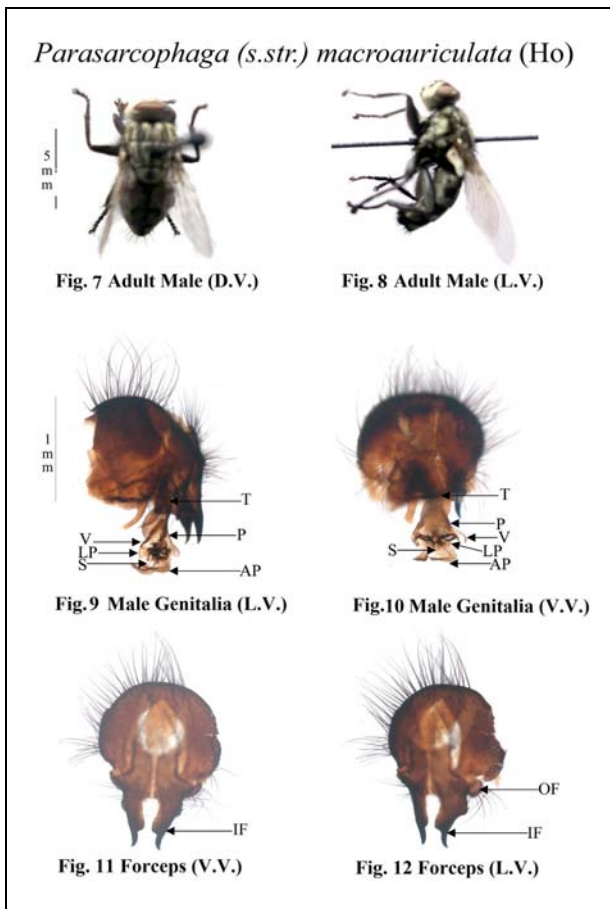 Parasarcophaga (s.str.) macroauriculata (Ho)
5
m
m
Fig. 7 Adult Male (D.V.)
Fig. 8 Adult Male (L.V.)
1
m
m
T
P
V
LP
S
AP
T
P
V
S
LP
AP
Fig.9 Male Genitalia (L.V.)
Fig.10 Male Genitalia (V.V.)
IF
OF
IF
Fig. 11 Forceps (V.V.)
Fig. 12 Forceps (L.V.)